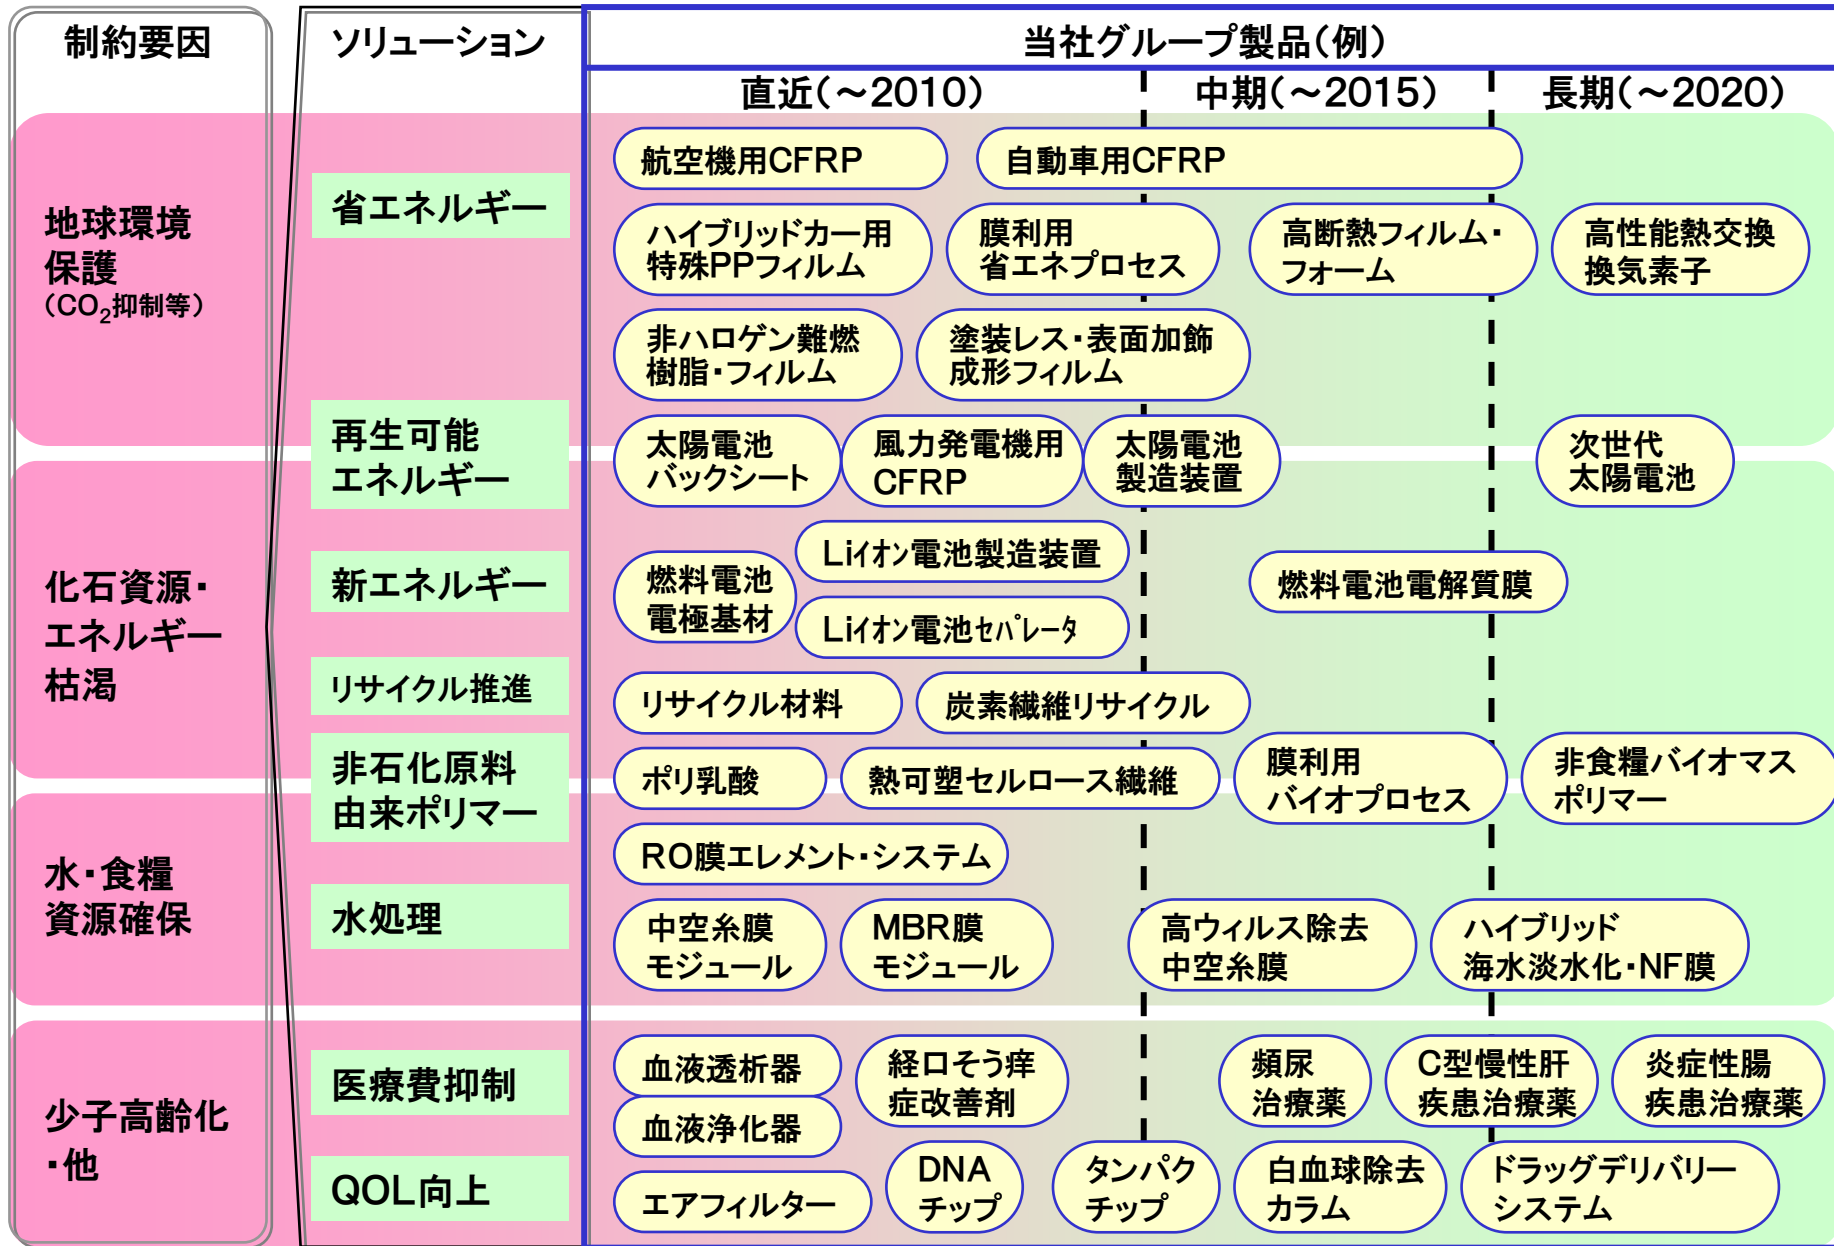 制約要因
ソリューション
当社グループ製品(例)
直近(～2010)
中期(～2015)
長期(～2020)
地球環境
保護
(CO2抑制等)
化石資源・
エネルギー
枯渇
水・食糧
資源確保
少子高齢化
・他
省エネルギー
再生可能
エネルギー
新エネルギー
リサイクル推進
非石化原料
由来ポリマー
水処理
医療費抑制
QOL向上
航空機用CFRP
自動車用CFRP
ハイブリッドカー用
特殊PPフィルム
膜利用
省エネプロセス
高断熱フィルム・
フォーム
高性能熱交換
換気素子
非ハロゲン難燃
樹脂・フィルム
塗装レス・表面加飾
成形フィルム
太陽電池
バックシート
風力発電機用
CFRP
太陽電池
製造装置
次世代
太陽電池
燃料電池
電極基材
Liイオン電池製造装置
Liイオン電池セパレータ
燃料電池電解質膜
リサイクル材料
炭素繊維リサイクル
ポリ乳酸
熱可塑セルロース繊維
膜利用
バイオプロセス
非食糧バイオマス
ポリマー
RO膜エレメント・システム
中空糸膜
モジュール
MBR膜
モジュール
高ウィルス除去
中空糸膜
ハイブリッド
海水淡水化・NF膜
血液透析器
血液浄化器
経口そう痒
症改善剤
頻尿
治療薬
C型慢性肝
疾患治療薬
炎症性腸
疾患治療薬
エアフィルター
DNA
チップ
タンパク
チップ
白血球除去
カラム
ドラッグデリバリー
システム